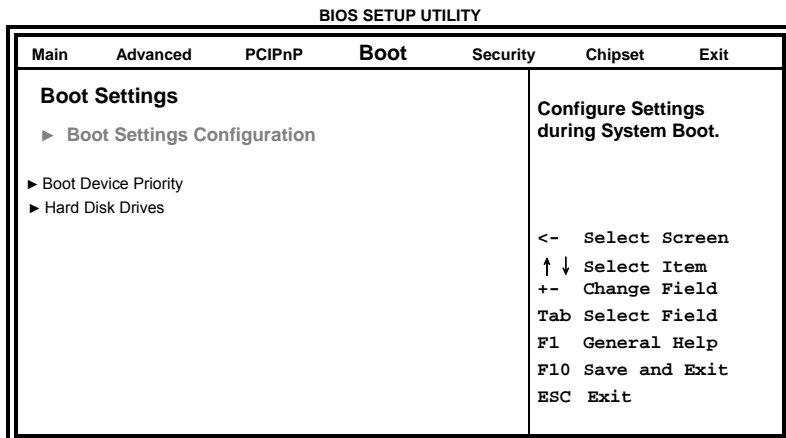 BIOS SETUP UTILITY
Main Advanced PCIPnP Boot Security Chipset Exit
Boot Settings
► Boot Settings Configuration
► Boot Device Priority
► Hard Disk Drives
Configure Settings
during System Boot.
<- Select Screen
↑↓ Select Item
+- Change Field
Tab Select Field
F1 General Help
F10 Save and Exit
ESC Exit